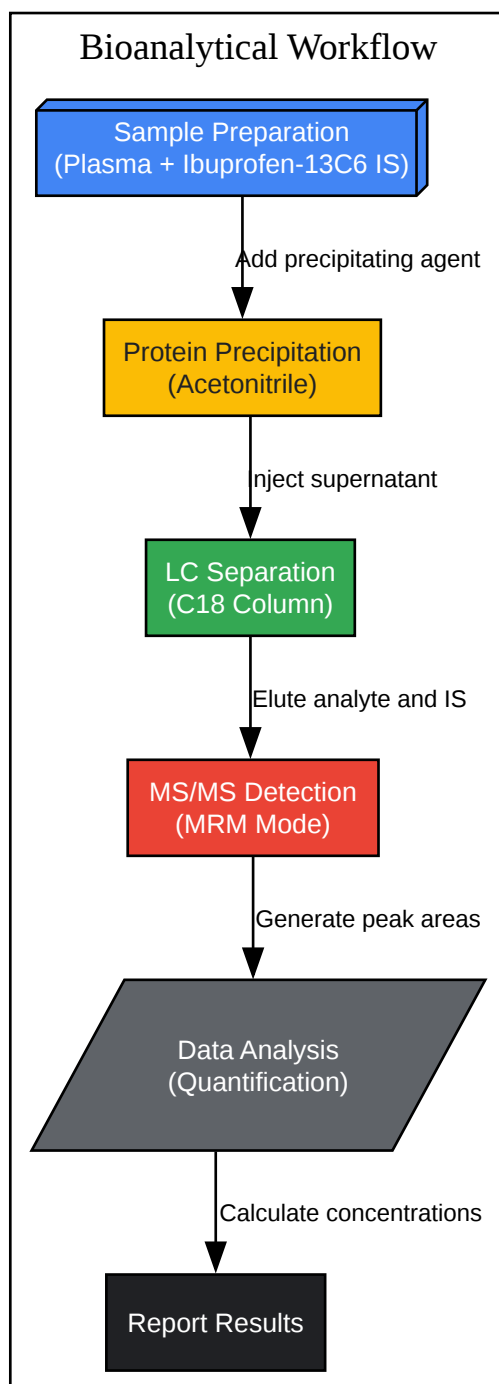 Bioanalytical Workflow
Sample Preparation
(Plasma + Ibuprofen-13C6 IS)
Add precipitating agent
Protein Precipitation
(Acetonitrile)
Inject supernatant
LC Separation
(C18 Column)
Elute analyte and IS
MS/MS Detection
(MRM Mode)
Generate peak areas
Data Analysis
(Quantification)
Calculate concentrations
Report Results